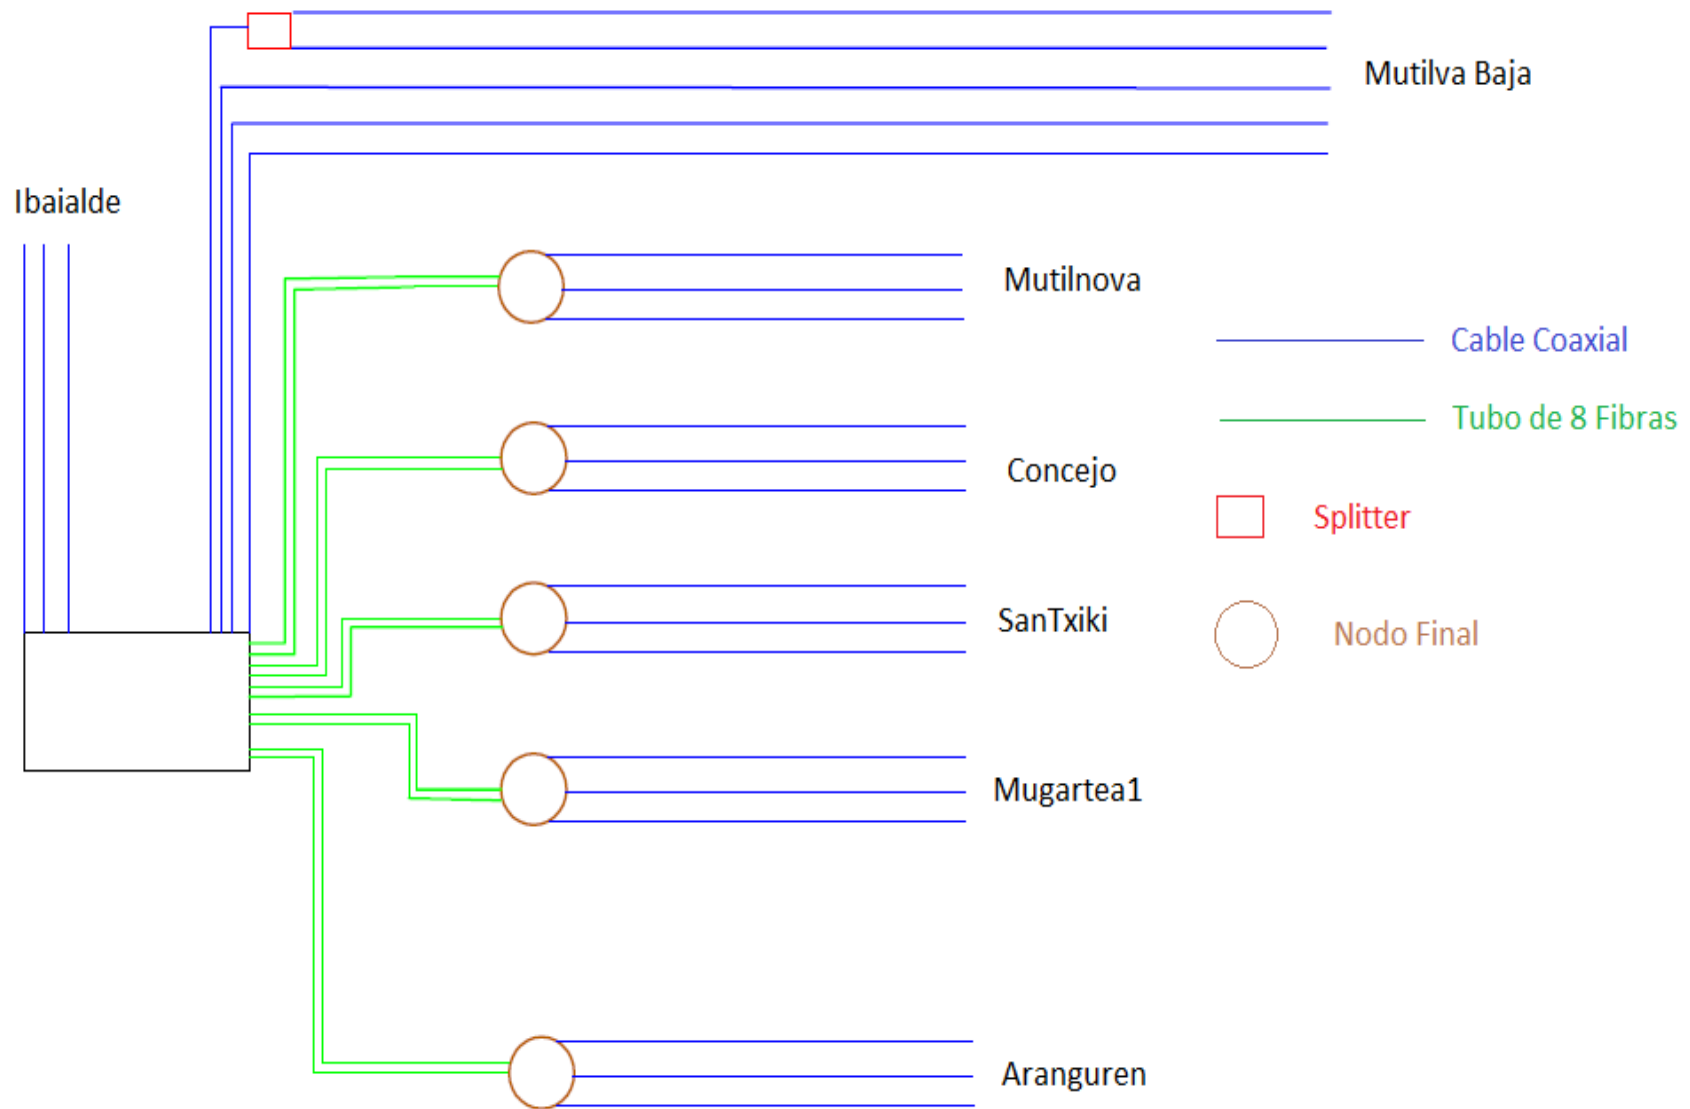 Mutilva Baja
Ibaialde
Mutilnova
Cable Coaxial
Tubo de 8 Fibras
Concejo
Splitter
SanTxiki
Nodo Final
Mugartea1
Aranguren